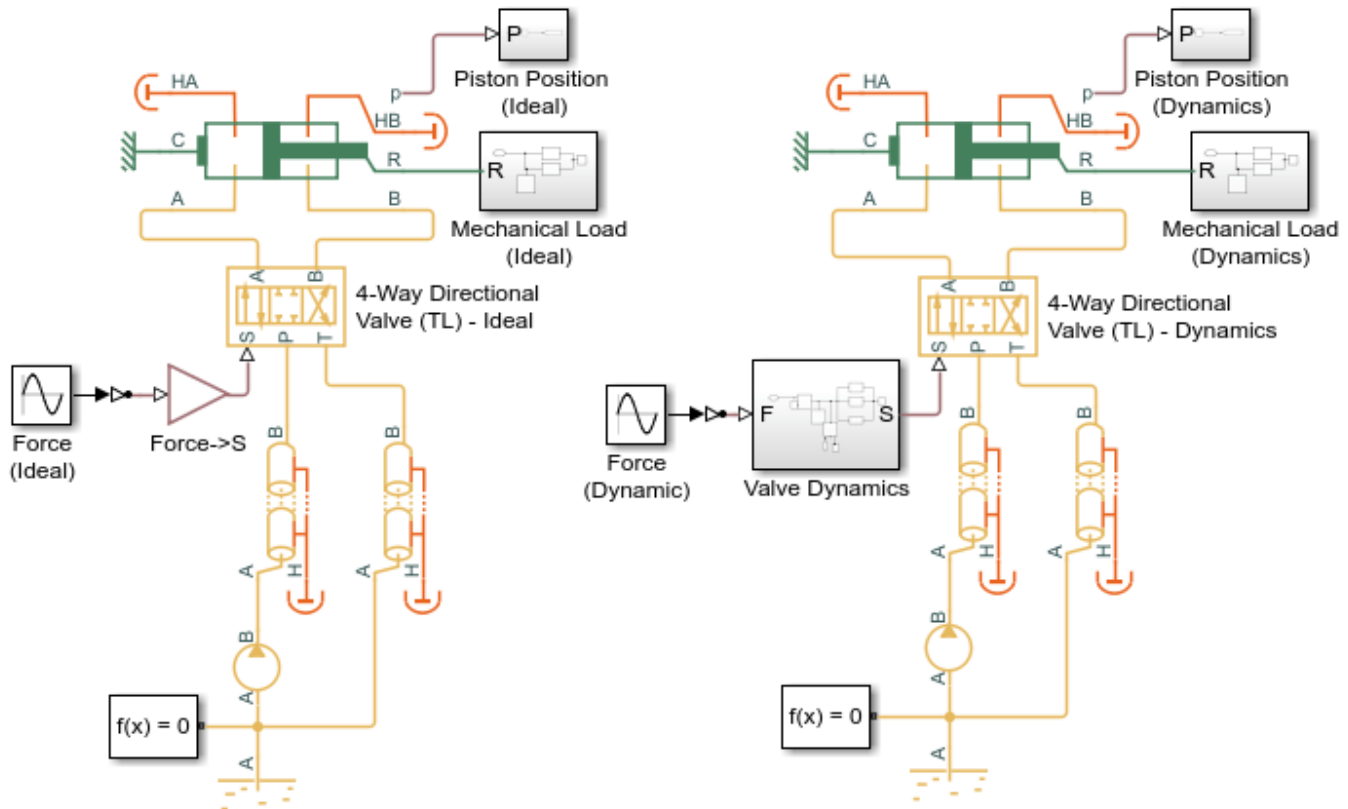 P
Piston Position
(Ideal)
HA
p
HB
C
R
R
A
B
Mechanical Load
(Ideal)
A
B
4-Way Directional
Valve (TL) - Ideal
S
P
T
Force
(Ideal)
Force->S
B
B
A
H
A
H
B
A
f(x) = 0
A
P
Piston Position
(Dynamics)
HA
p
HB
C
R
R
A
B
Mechanical Load
(Dynamics)
A
B
4-Way Directional
Valve (TL) - Dynamics
S
P
T
F
S
Force
(Dynamic)
Valve Dynamics
B
B
A
H
A
H
B
A
f(x) = 0
A